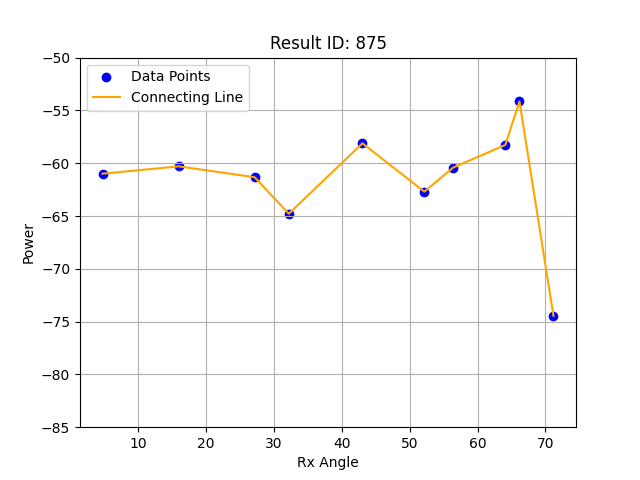 Result ID: 875
Data Points
Connecting Line
Power
−50
−55
−60
−65
−70
−75
−80
−85
10 20 30 40 50 60 70
Rx Angle